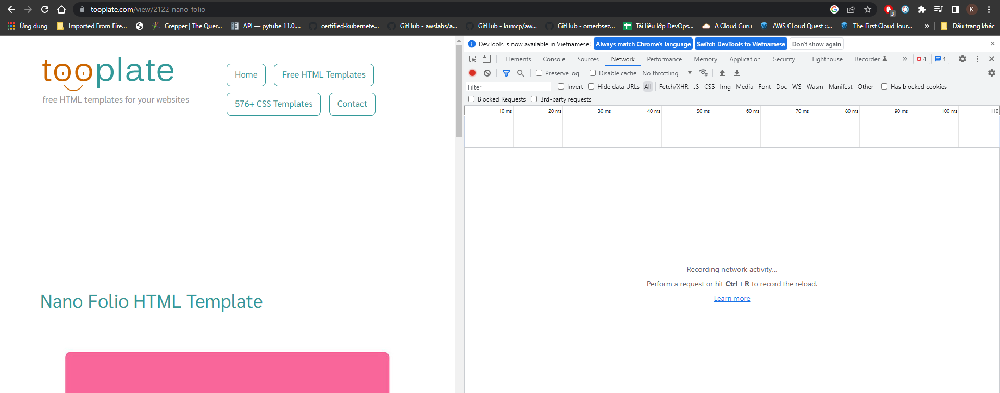 tooplate.com/view/2122-nano-folio
3
K
Ứng dụng Imported From Fire... Grepper | The Quer... API — pytube 11.0.... certified-kubernete... GitHub - awslabs/a... GitHub - kumcp/aw... GitHub - omerbsez... Tài liệu lớp DevOps... A Cloud Guru AWS CLoud Quest ::... The First Cloud Jour... » Dấu trang khác
tooplate
free HTML templates for your websites
Home
Free HTML Templates
576+ CSS Templates
Contact
Nano Folio HTML Template
DevTools is now available in Vietnamese! Always match Chrome's language Switch DevTools to Vietnamese Don't show again
Elements Console Sources Network Performance Memory Application Security Lighthouse Recorder » 4 4
Preserve log Disable cache No throttling
Filter Invert Hide data URLs All Fetch/XHR JS CSS Img Media Font Doc WS Wasm Manifest Other Has blocked cookies
Blocked Requests 3rd-party requests
10 ms 20 ms 30 ms 40 ms 50 ms 60 ms 70 ms 80 ms 90 ms 100 ms 110
Recording network activity...
Perform a request or hit Ctrl + R to record the reload.
Learn more